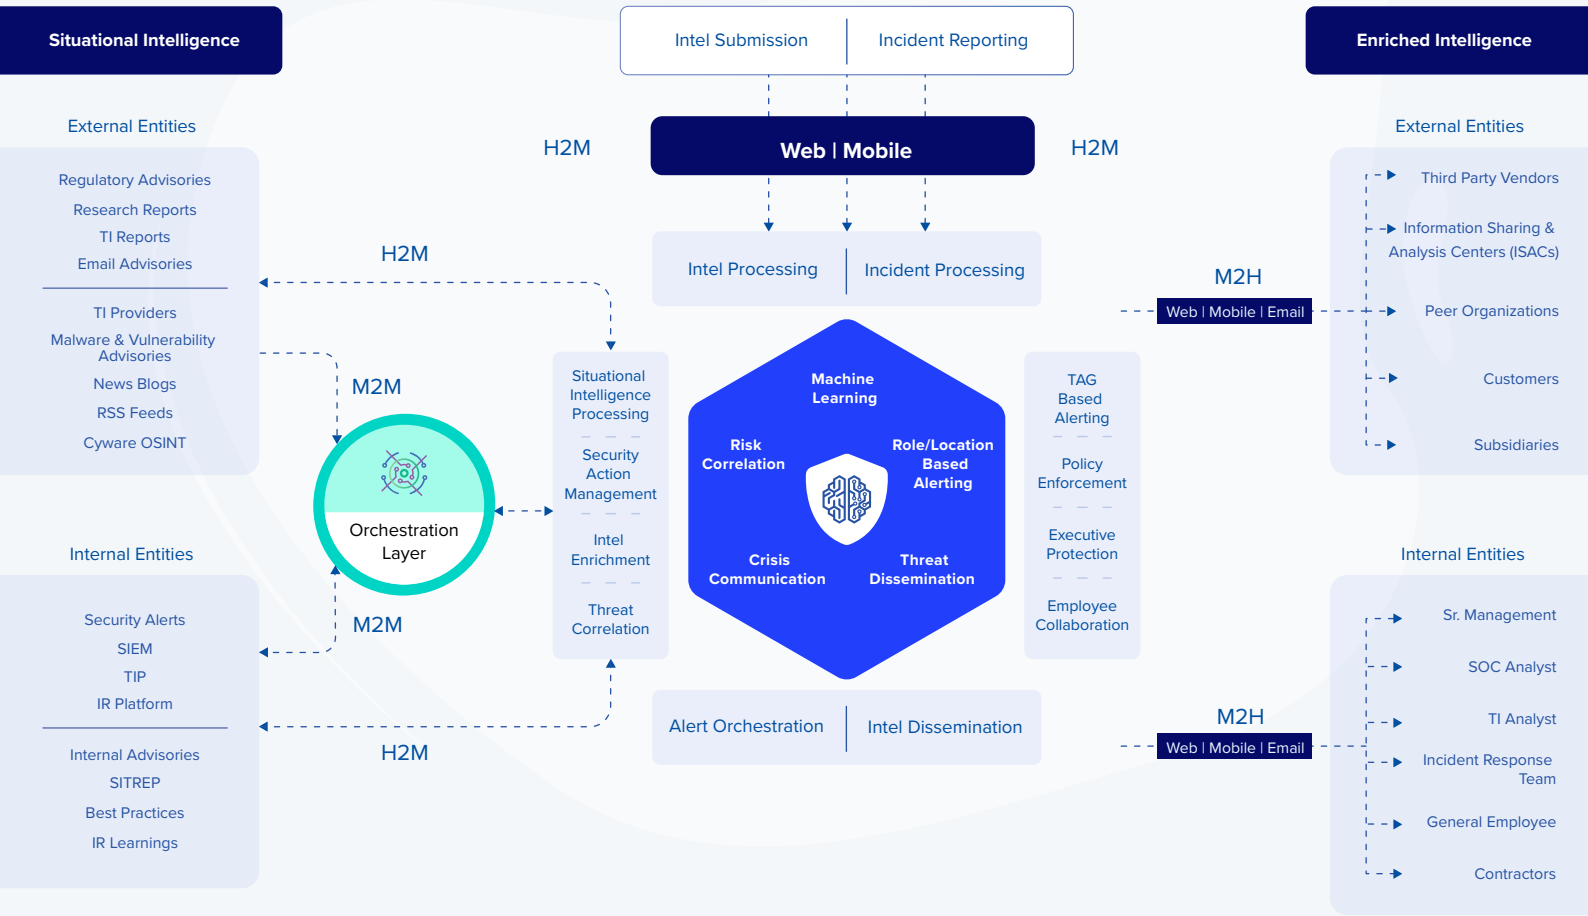 Situational Intelligence
External Entities
Regulatory Advisories
Research Reports
TI Reports
Email Advisories
TI Providers
Malware & Vulnerability
Advisories
News Blogs
RSS Feeds
Cyware OSINT
Internal Entities
Security Alerts
SIEM
TIP
IR Platform
Internal Advisories
SITREP
Best Practices
IR Learnings
H2M
M2M
Orchestration
Layer
M2M
H2M
Intel Submission | Incident Reporting
H2M
Web | Mobile
H2M
Intel Processing | Incident Processing
Situational
Intelligence
Processing
Security
Action
Management
Intel
Enrichment
Threat
Correlation
Machine
Learning
Risk
Correlation
Role/Location
Based
Alerting
Crisis
Communication
Threat
Dissemination
TAG
Based
Alerting
Policy
Enforcement
Executive
Protection
Employee
Collaboration
Alert Orchestration | Intel Dissemination
M2H
Web | Mobile | Email
M2H
Web | Mobile | Email
Enriched Intelligence
External Entities
Third Party Vendors
Information Sharing &
Analysis Centers (ISACs)
Peer Organizations
Customers
Subsidiaries
Internal Entities
Sr. Management
SOC Analyst
TI Analyst
Incident Response
Team
General Employee
Contractors